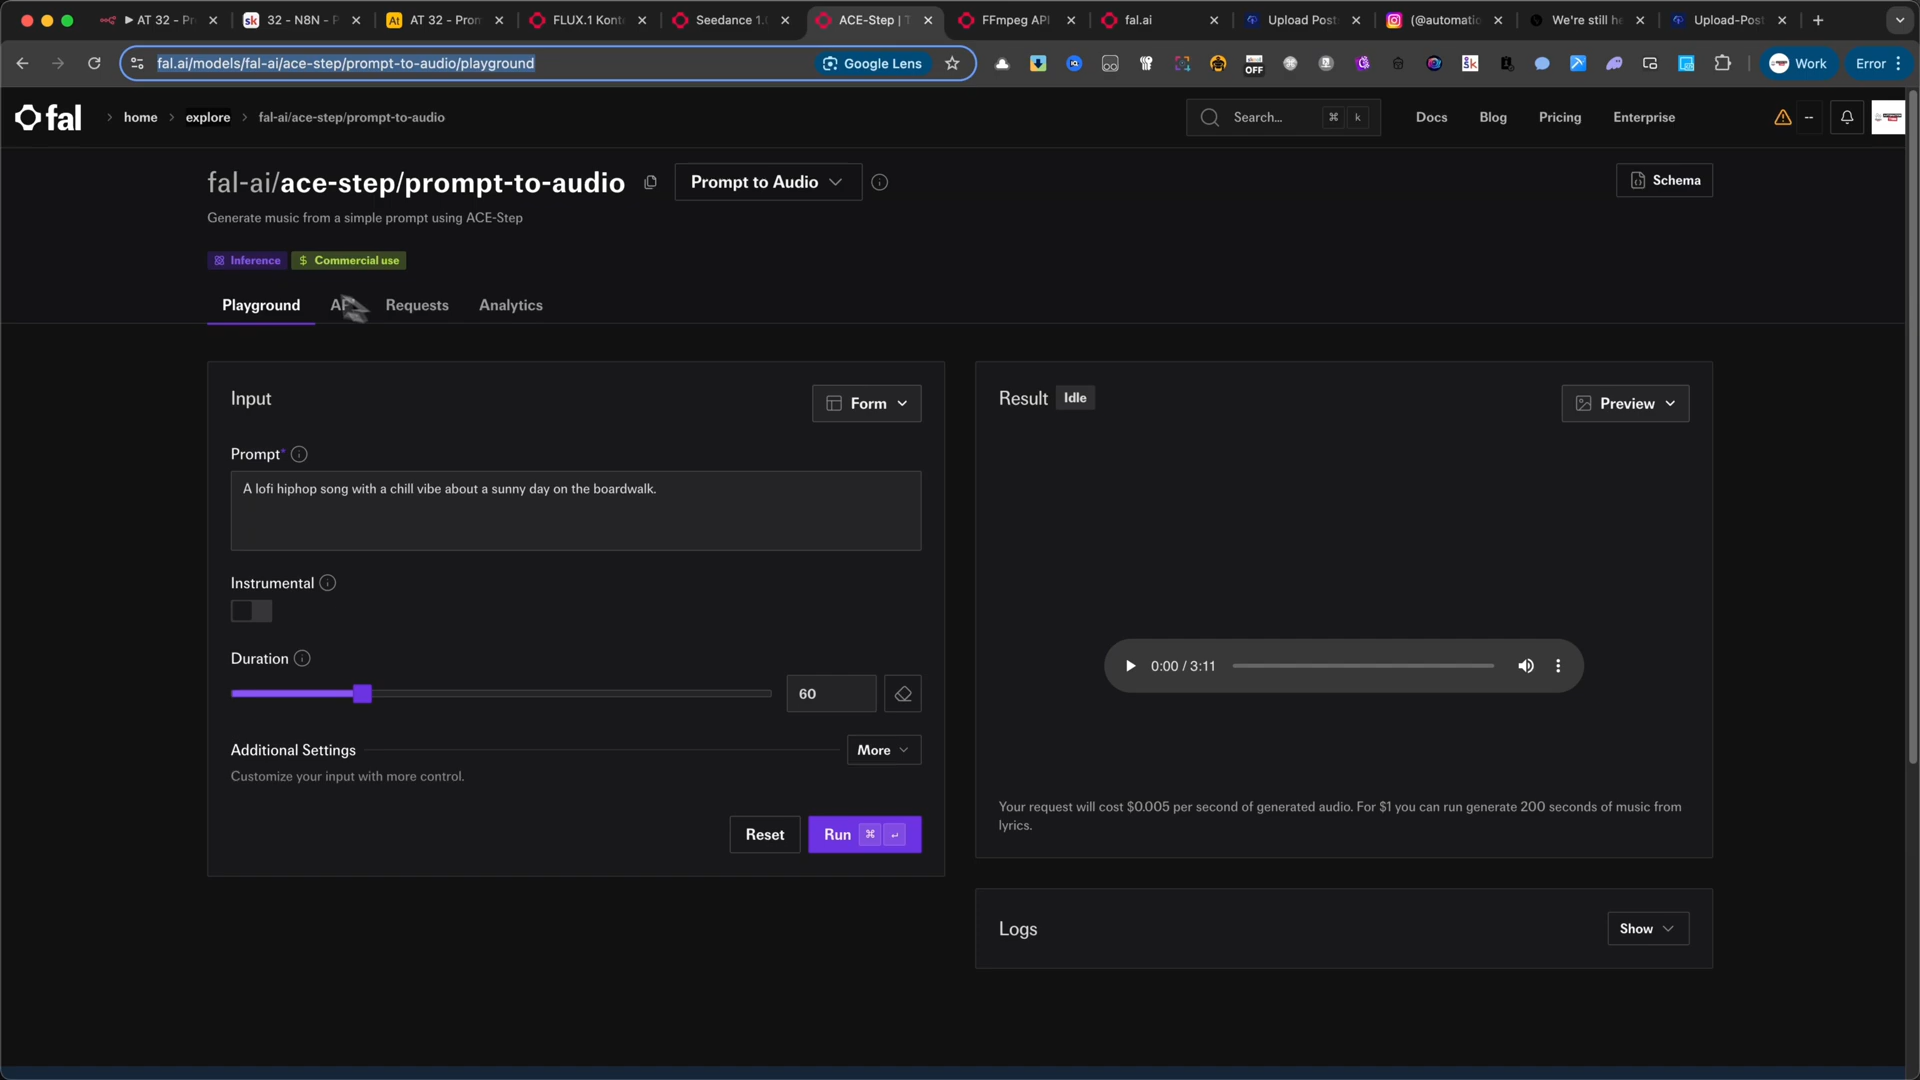 AT 32 - Pr
32 - N8N - P
AT 32 - Prom
FLUX.1 Kont
Seedance 1.0
ACE-Step | T
FFmpeg API
fal.ai
Upload Post
(@automatio
We're still he
Upload-Post
fal.ai/models/fal-ai/ace-step/prompt-to-audio/playground
Google Lens
OFF
Work
Error
fal
home
explore
fal-ai/ace-step/prompt-to-audio
Search...
⌘ k
Docs
Blog
Pricing
Enterprise
--
fal-ai/ace-step/prompt-to-audio
Prompt to Audio
Schema
Generate music from a simple prompt using ACE-Step
Inference
$ Commercial use
Playground
API
Requests
Analytics
Input
Form
Result
Idle
Preview
Prompt*
A lofi hiphop song with a chill vibe about a sunny day on the boardwalk.
Instrumental
Duration
60
0:00 / 3:11
Additional Settings
More
Customize your input with more control.
Your request will cost $0.005 per second of generated audio. For $1 you can run generate 200 seconds of music from
lyrics.
Reset
Run ⌘ ↵
Logs
Show